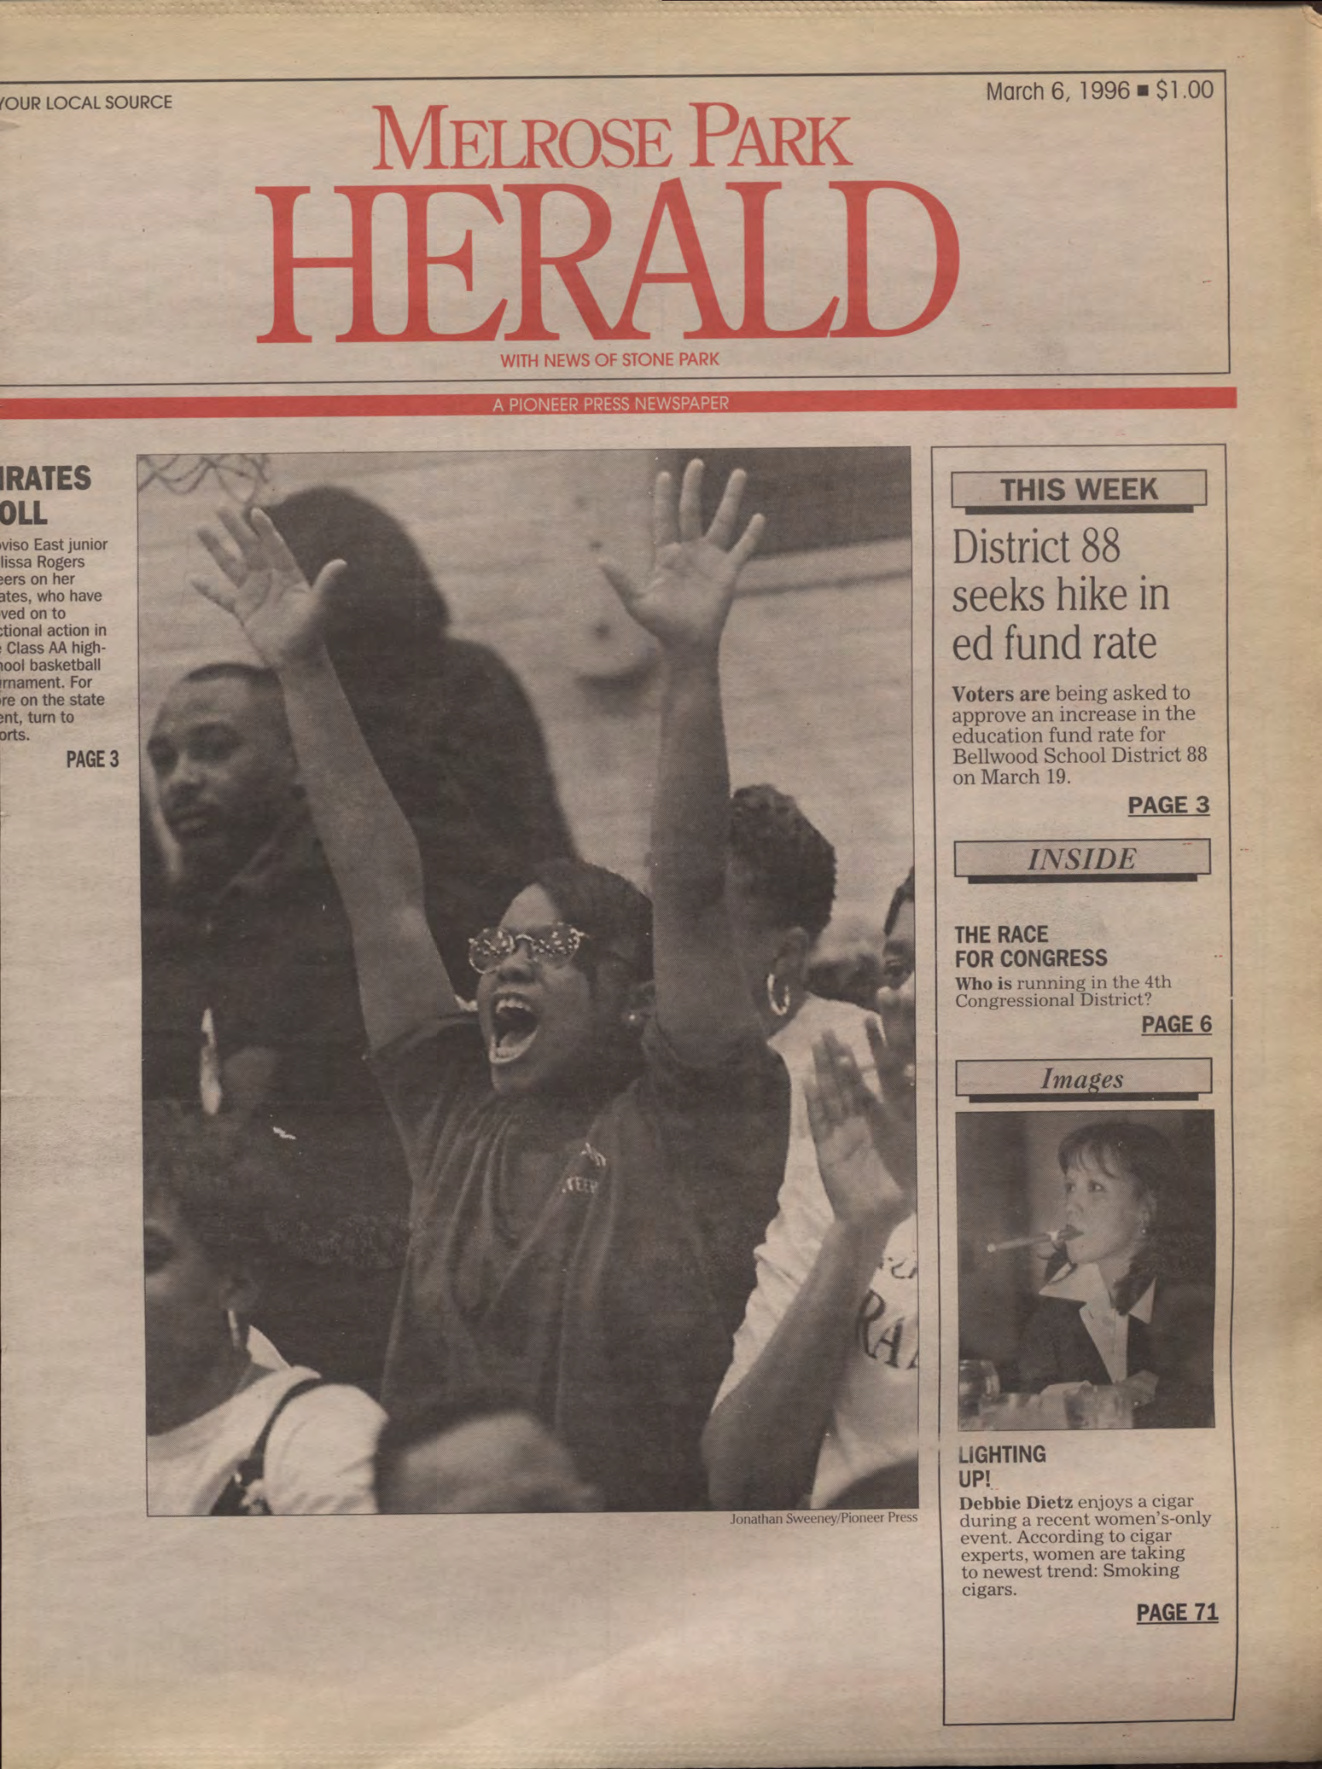 YOUR LOCAL SOURCE
March 6, 1996 ■ $1.00
MELROSE PARK
HERALD
WITH NEWS OF STONE PARK
A PIONEER PRESS NEWSPAPER
IRATES
OLL
viso East junior
lissa Rogers
eers on her
ates, who have
ved on to
ctional action in
Class AA high-
ool basketball
rnament. For
re on the state
ent, turn to
orts.
PAGE 3
TEER
RA
Jonathan Sweeney/Pioneer Press
THIS WEEK
District 88
seeks hike in
ed fund rate
Voters are being asked to
approve an increase in the
education fund rate for
Bellwood School District 88
on March 19.
PAGE 3
INSIDE
THE RACE
FOR CONGRESS
Who is running in the 4th
Congressional District?
PAGE 6
Images
LIGHTING
UP!
Debbie Dietz enjoys a cigar
during a recent women's-only
event. According to cigar
experts, women are taking
to newest trend: Smoking
cigars.
PAGE 71